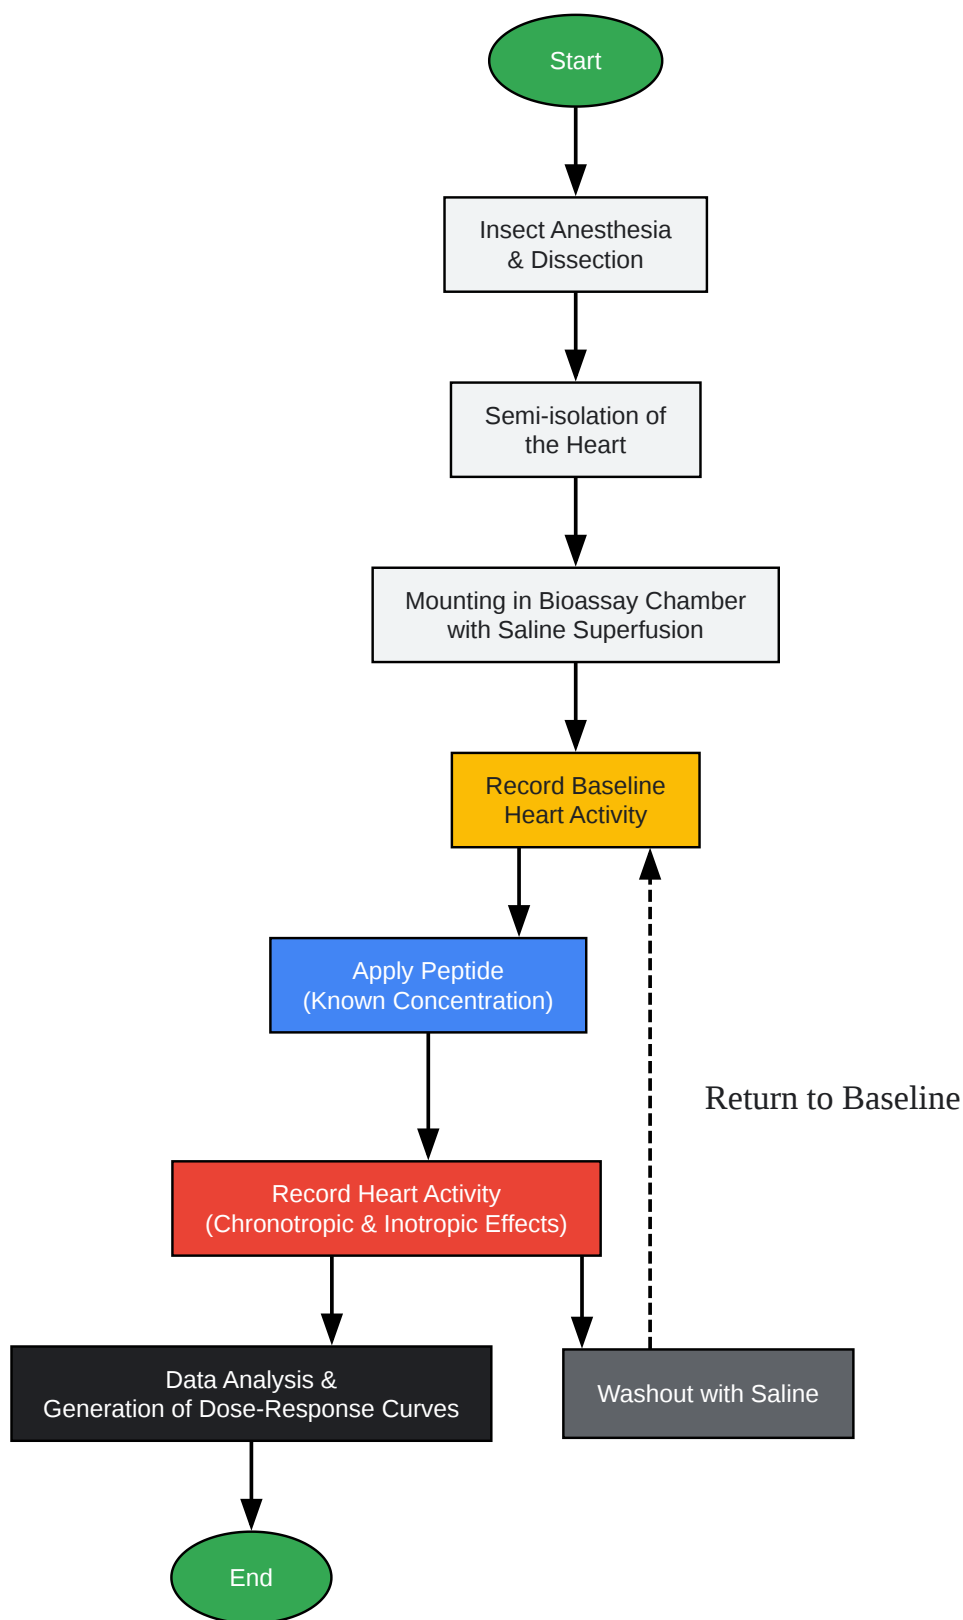 Start
Insect Anesthesia
& Dissection
Semi-isolation of
the Heart
Mounting in Bioassay Chamber
with Saline Superfusion
Record Baseline
Heart Activity
Apply Peptide
(Known Concentration)
Return to Baseline
Record Heart Activity
(Chronotropic & Inotropic Effects)
Data Analysis &
Generation of Dose-Response Curves
Washout with Saline
End